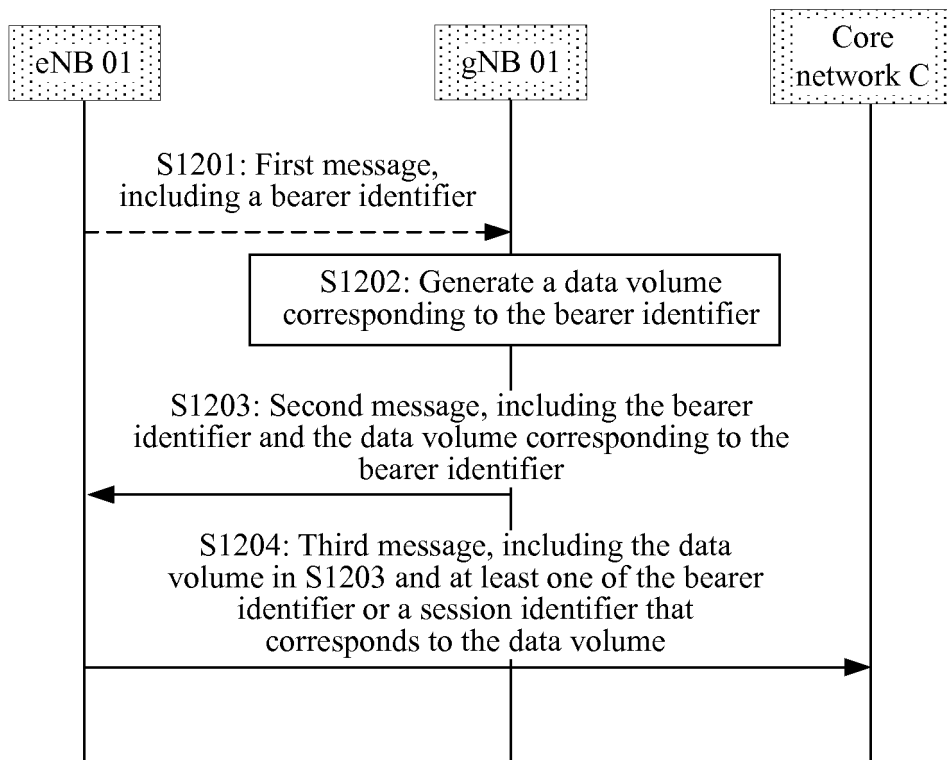 eNB 01
gNB 01
Core
network C
S1201: First message,
including a bearer identifier
S1202: Generate a data volume
corresponding to the bearer identifier
S1203: Second message, including the bearer
identifier and the data volume corresponding to the
bearer identifier
S1204: Third message, including the data
volume in S1203 and at least one of the bearer
identifier or a session identifier that
corresponds to the data volume